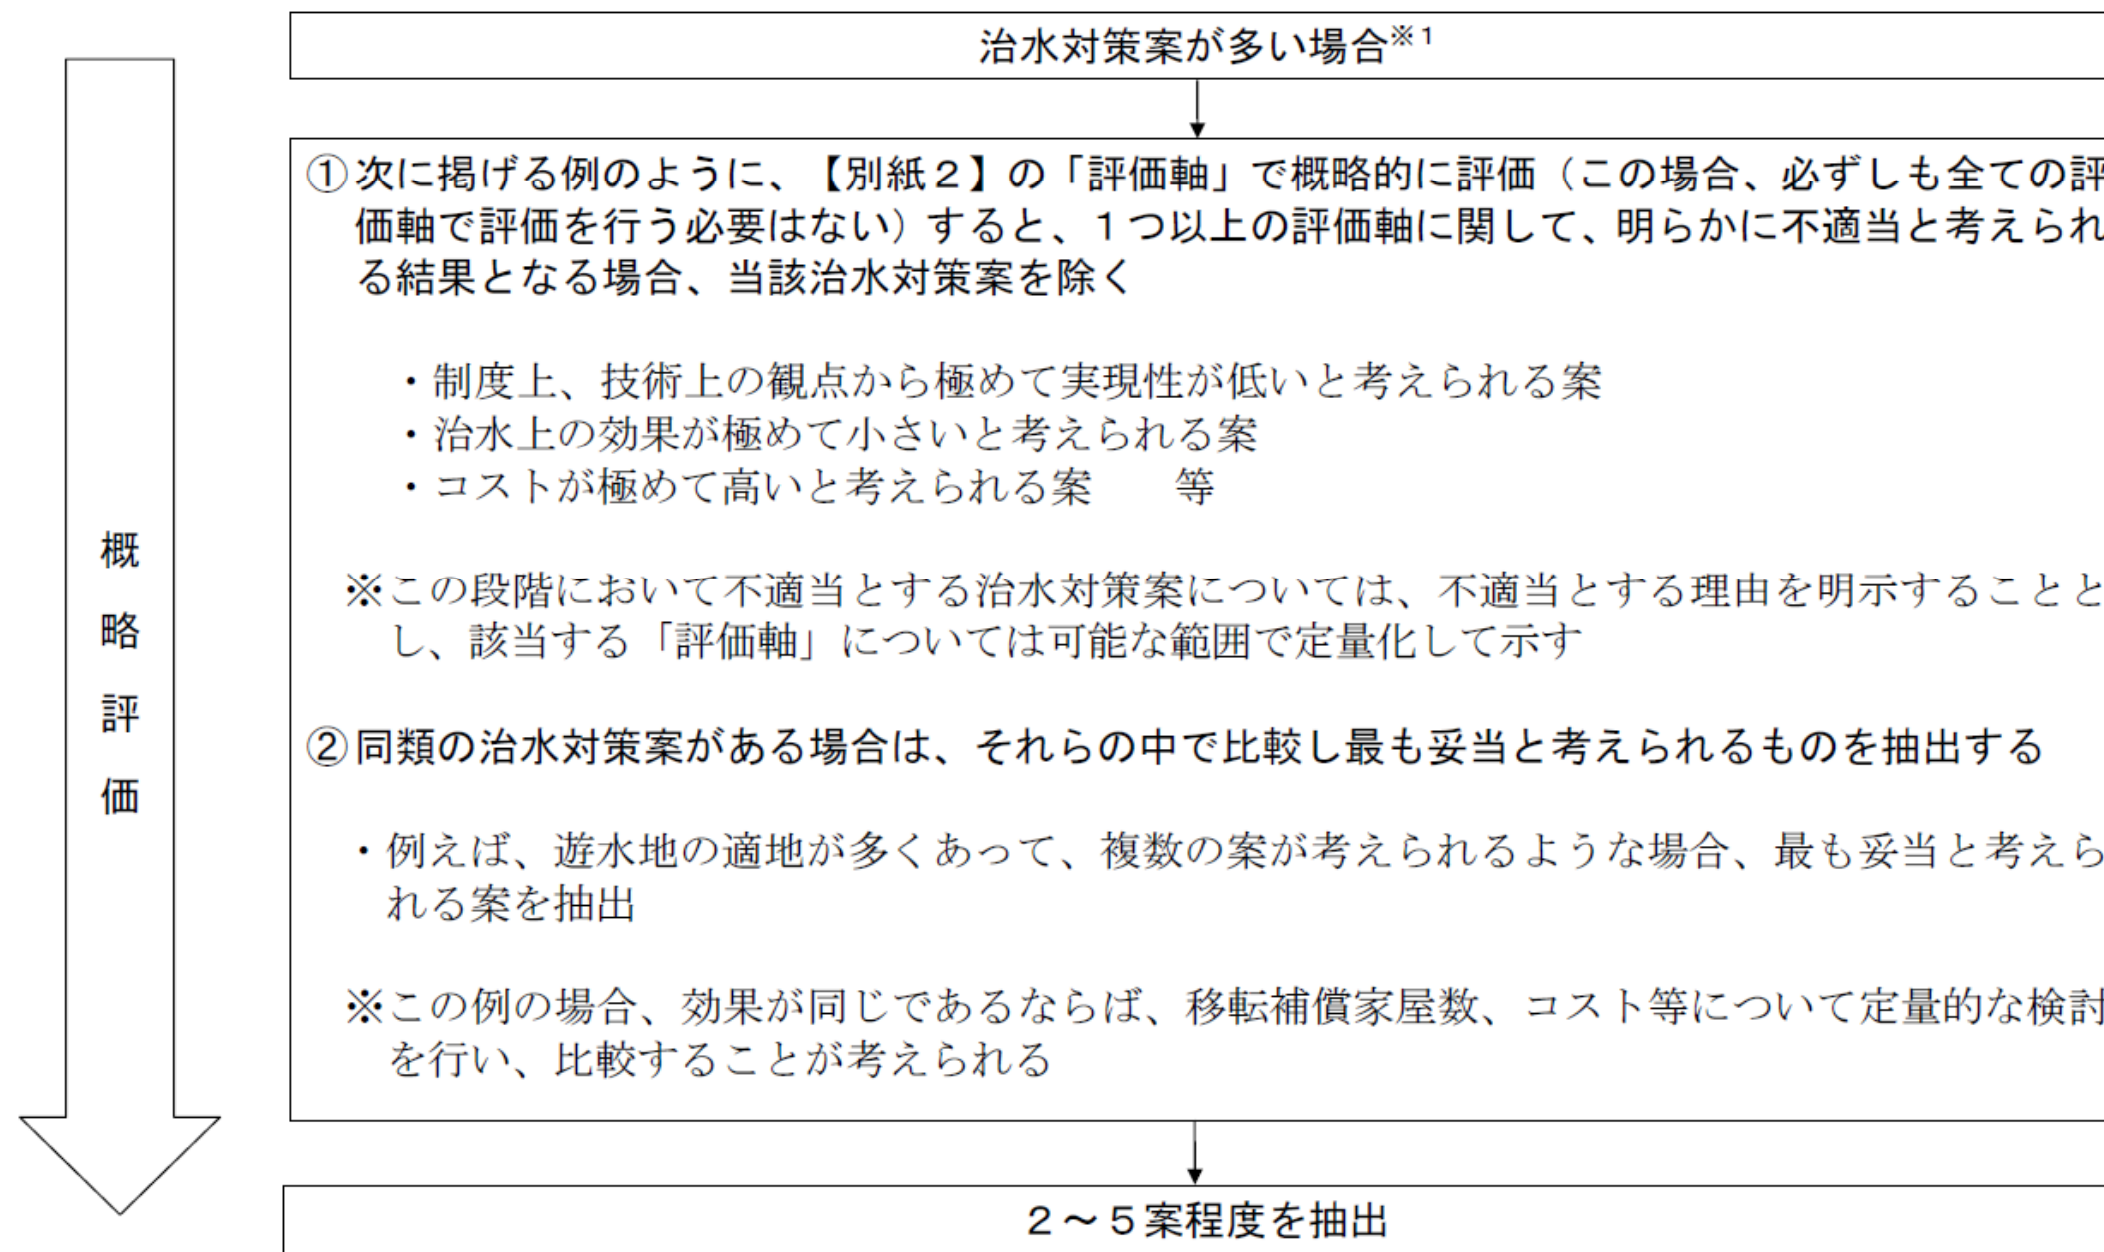 治水対策案が多い場合※1
①次に掲げる例のように、【別紙２】の「評価軸」で概略的に評価（この場合、必ずしも全ての評
価軸で評価を行う必要はない）すると、１つ以上の評価軸に関して、明らかに不適当と考えられ
る結果となる場合、当該治水対策案を除く
・制度上、技術上の観点から極めて実現性が低いと考えられる案
・治水上の効果が極めて小さいと考えられる案
・コストが極めて高いと考えられる案　　等
※この段階において不適当とする治水対策案については、不適当とする理由を明示することと
し、該当する「評価軸」については可能な範囲で定量化して示す
②同類の治水対策案がある場合は、それらの中で比較し最も妥当と考えられるものを抽出する
・例えば、遊水地の適地が多くあって、複数の案が考えられるような場合、最も妥当と考えら
れる案を抽出
※この例の場合、効果が同じであるならば、移転補償家屋数、コスト等について定量的な検討
を行い、比較することが考えられる
２～５案程度を抽出
概略評価